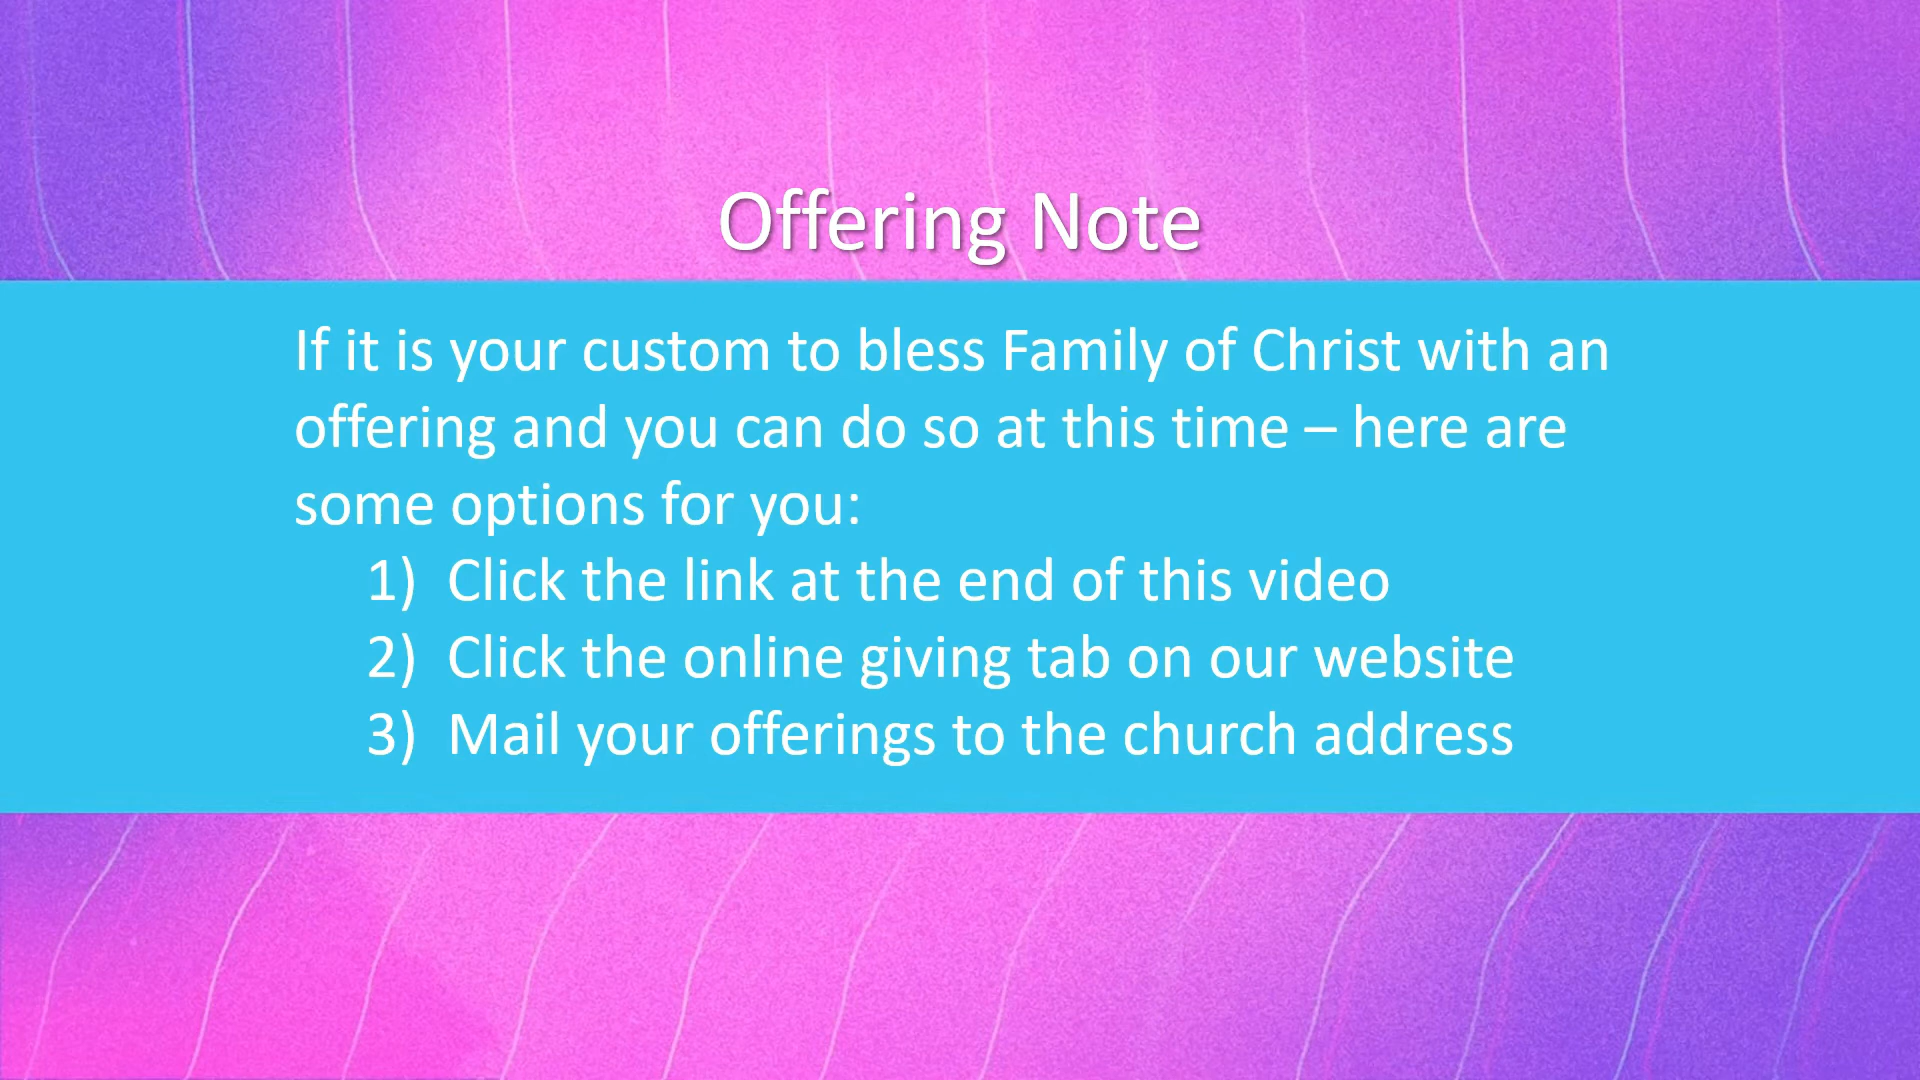 Offering Note
If it is your custom to bless Family of Christ with an
offering and you can do so at this time – here are
some options for you:
1) Click the link at the end of this video
2) Click the online giving tab on our website
3) Mail your offerings to the church address